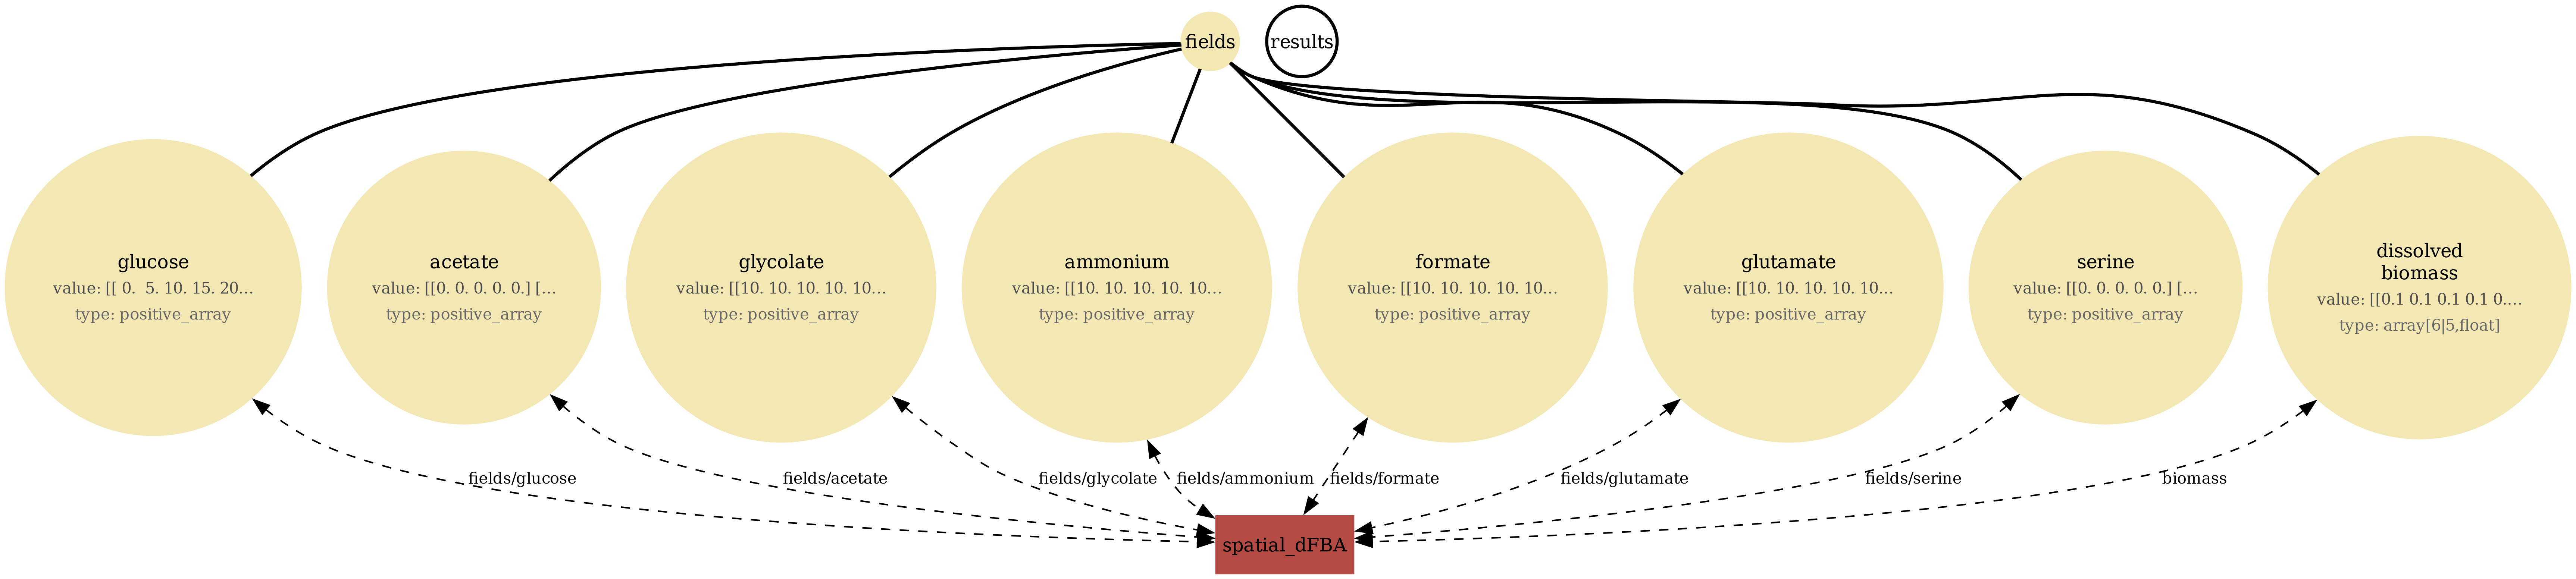 fields
results
glucose
value: [[ 0.  5. 10. 15. 20…
type: positive_array
acetate
value: [[0. 0. 0. 0. 0.] […
type: positive_array
glycolate
value: [[10. 10. 10. 10. 10…
type: positive_array
ammonium
value: [[10. 10. 10. 10. 10…
type: positive_array
formate
value: [[10. 10. 10. 10. 10…
type: positive_array
glutamate
value: [[10. 10. 10. 10. 10…
type: positive_array
serine
value: [[0. 0. 0. 0. 0.] […
type: positive_array
dissolved
biomass
value: [[0.1 0.1 0.1 0.1 0.…
type: array[6|5,float]
fields/glucose
fields/acetate
fields/glycolate
fields/ammonium
fields/formate
fields/glutamate
fields/serine
biomass
spatial_dFBA